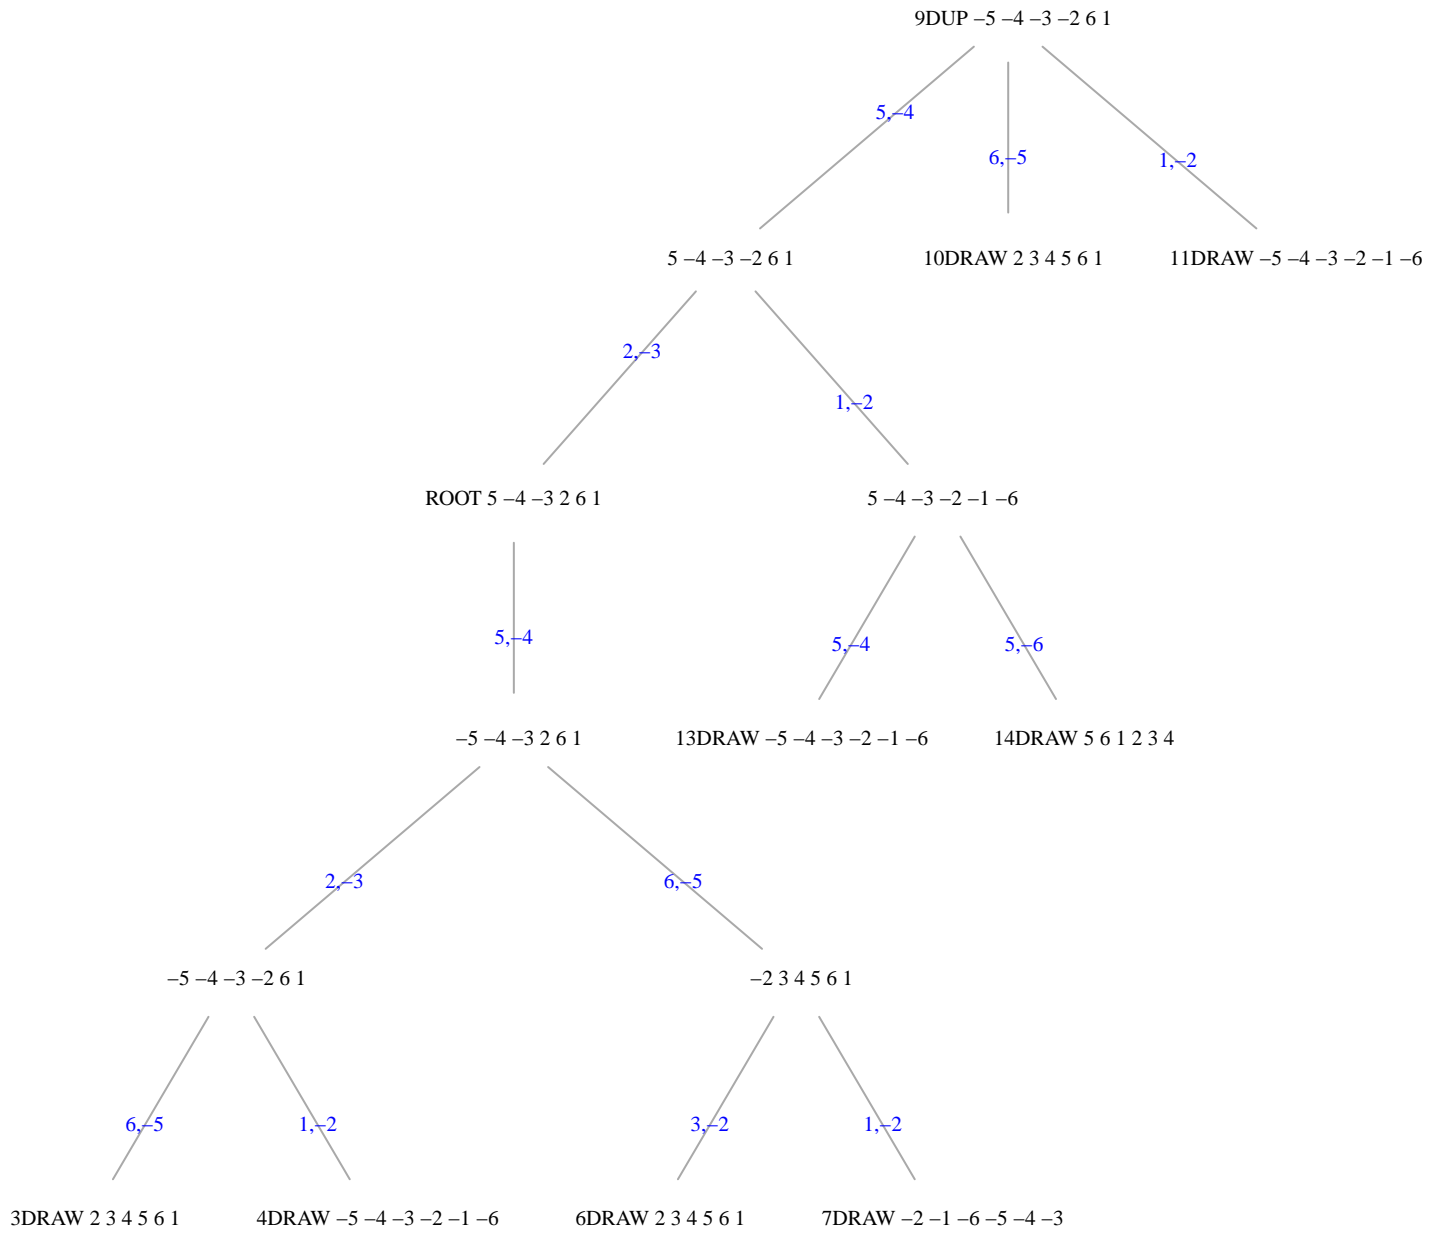 9DUP –5 –4 –3 –2 6 1
5,–4
6,–5
1,–2
5 –4 –3 –2 6 1
10DRAW 2 3 4 5 6 1
11DRAW –5 –4 –3 –2 –1 –6
2,–3
1,–2
ROOT 5 –4 –3 2 6 1
5 –4 –3 –2 –1 –6
5,–4
5,–4
5,–6
–5 –4 –3 2 6 1
13DRAW –5 –4 –3 –2 –1 –6
14DRAW 5 6 1 2 3 4
2,–3
6,–5
–5 –4 –3 –2 6 1
–2 3 4 5 6 1
6,–5
1,–2
3,–2
1,–2
3DRAW 2 3 4 5 6 1
4DRAW –5 –4 –3 –2 –1 –6
6DRAW 2 3 4 5 6 1
7DRAW –2 –1 –6 –5 –4 –3